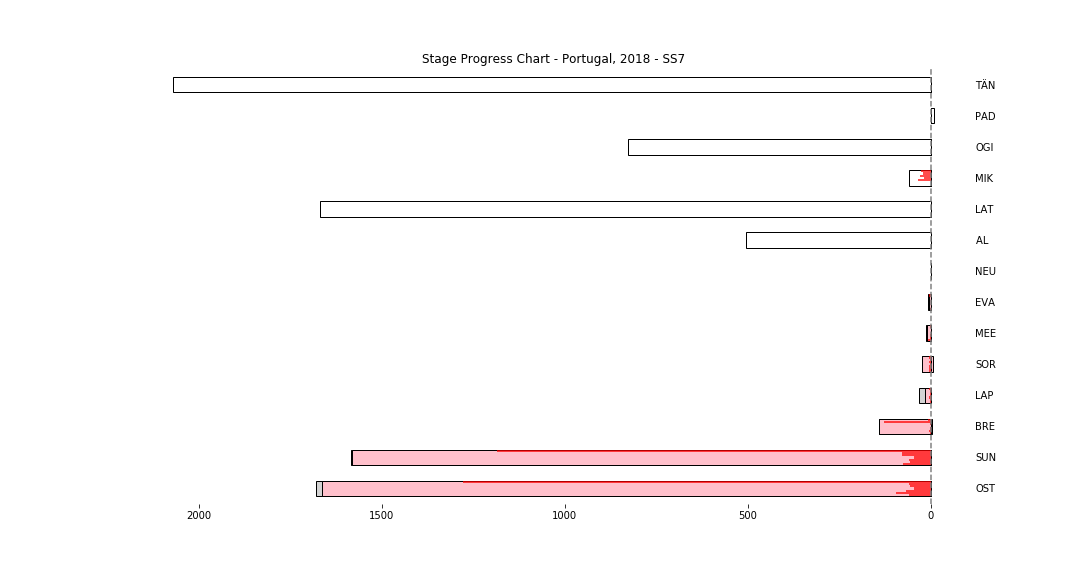 Stage Progress Chart - Portugal, 2018 - SS7
TÄN
PAD
OGI
MIK
LAT
AL
NEU
EVA
MEE
SOR
LAP
BRE
SUN
OST
2000 1500 1000 500 0